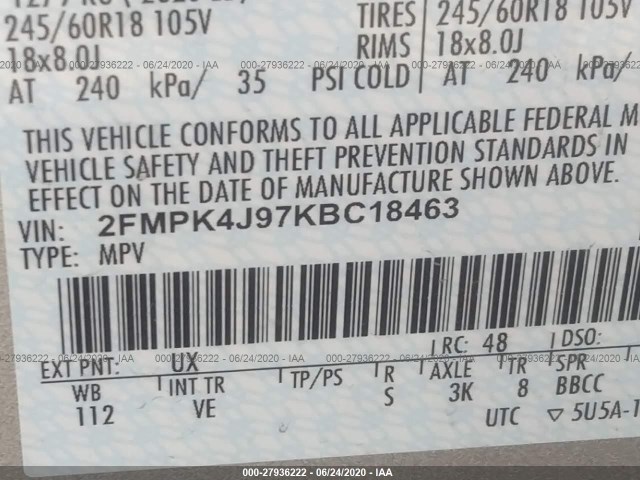 245/60R18 105V TIRES 245/60R18 105V
18x8.0J RIMS 18x8.0J
AT 240 kPa/ 35 PSI COLD AT 240 kPa/
THIS VEHICLE CONFORMS TO ALL APPLICABLE FEDERAL M
VEHICLE SAFETY AND THEFT PREVENTION STANDARDS IN
EFFECT ON THE DATE OF MANUFACTURE SHOWN ABOVE.
VIN: 2FMPK4J97KBC18463
TYPE: MPV
RC: 48 DSO:
EXT PNT: UX
WB INT TR TP/PS R AXLE TR SPR
112 VE S 3K 8 BBCC
UTC ▽ 5U5A-1
000-27936222 - 06/24/2020 - IAA